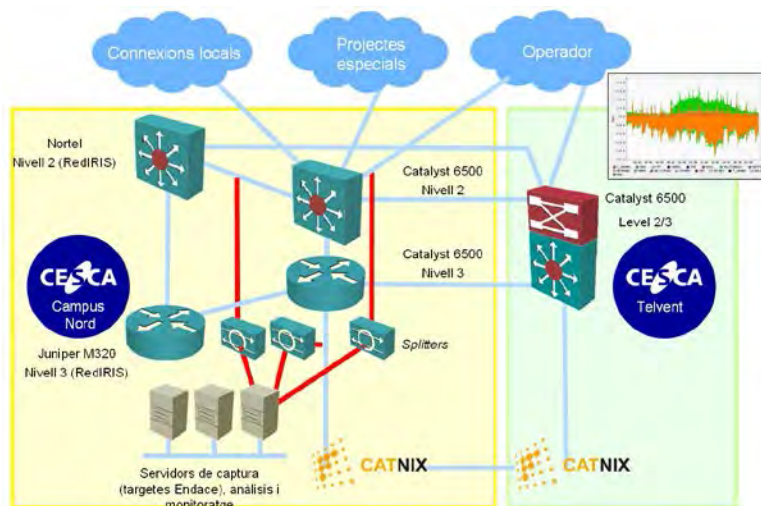 Connexions locals
Projectes
especials
Operador
Nortel
Nivell 2 (RedIRIS)
Catalyst 6500
Nivell 2
Catalyst 6500
Level 2/3
Catalyst 6500
Nivell 3
CESCA
Campus
Nord
CESCA
Telvent
Juniper M320
Nivell 3 (RedIRIS)
Splitters
CATNIX
CATNIX
Servidors de captura
(targetes Endace), anàlisis i
monitoratge